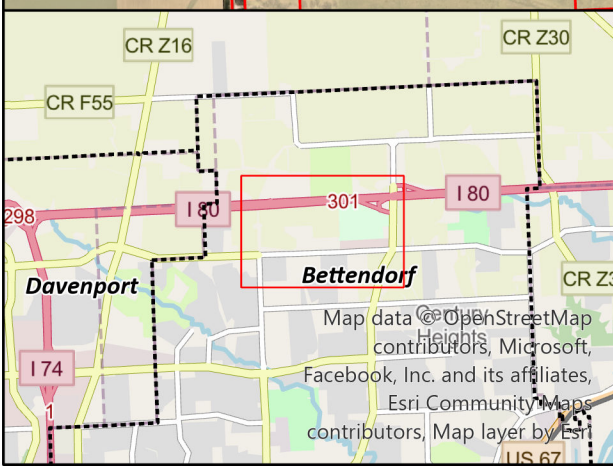 CR Z16
CR Z30
CR F55
298
I 80
301
I 80
Davenport
Bettendorf
CR Z3
Map data © OpenStreetMap
Century
contributors, Microsoft,
Heights
Facebook, Inc. and its affiliates,
I 74
Esri Community Maps
1
contributors, Map layer by Esri
US 67